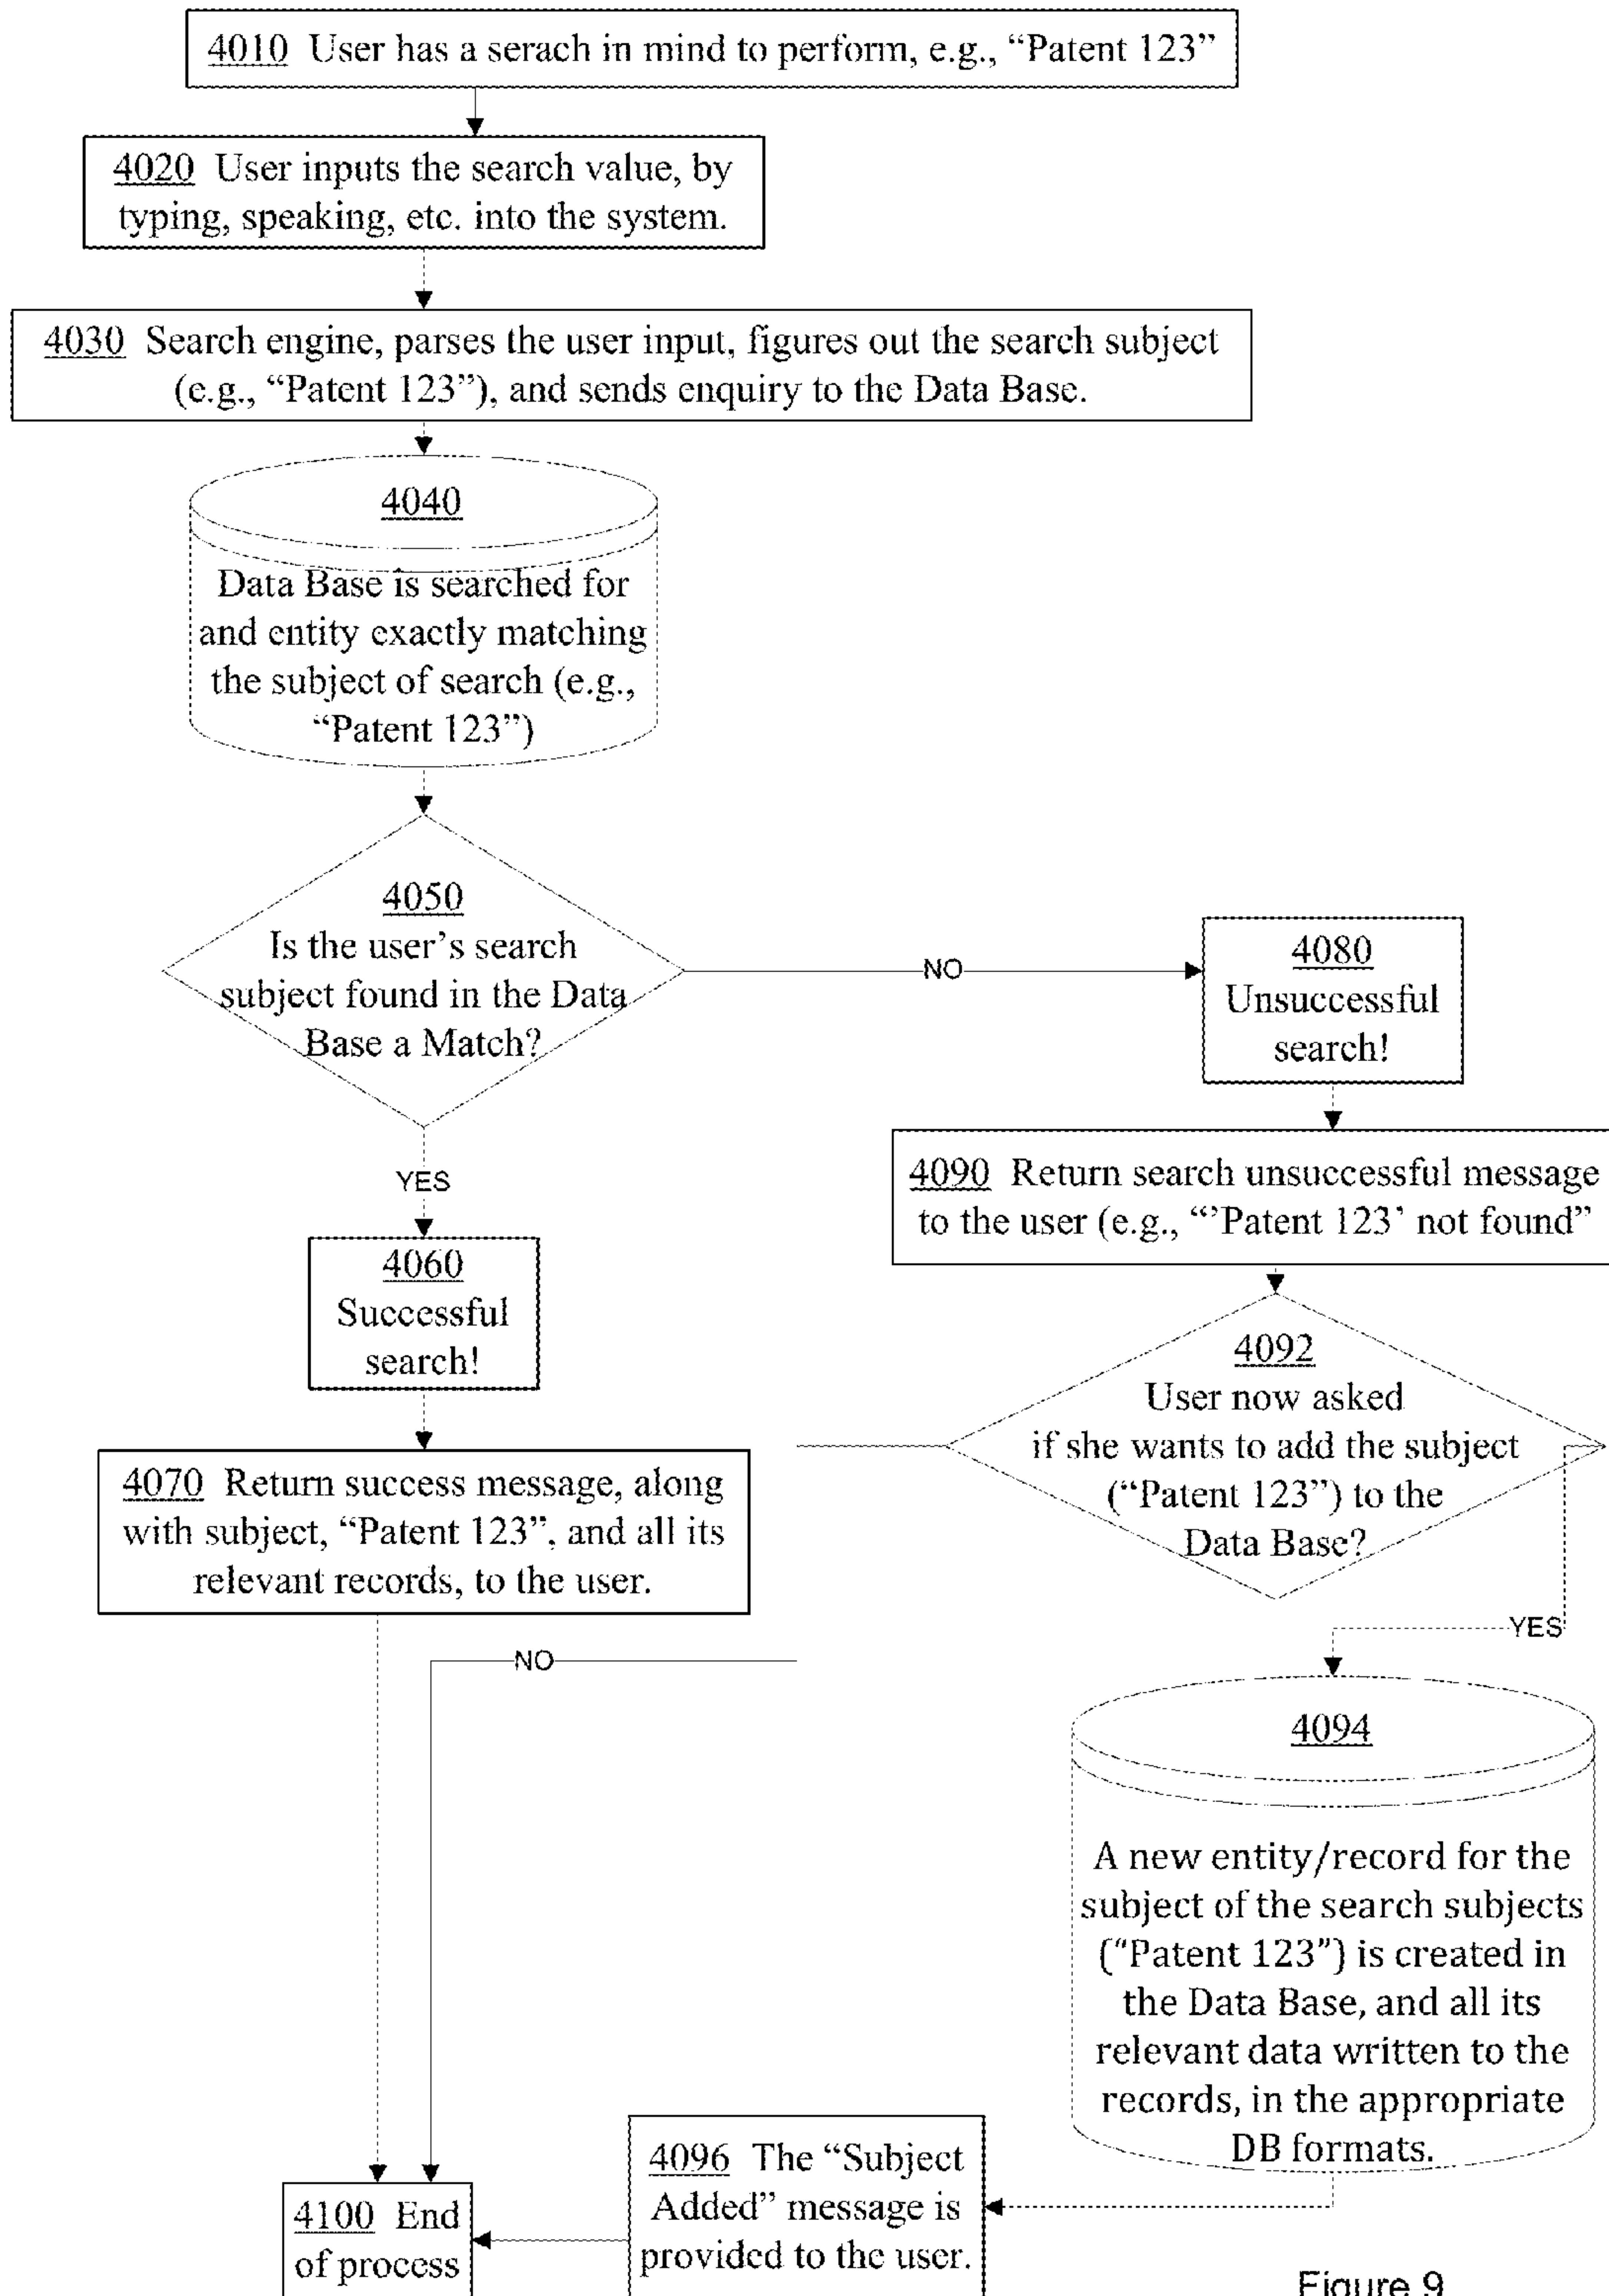 4010 User has a serach in mind to perform, e.g., “Patent 123”
4020 User inputs the search value, by
typing, speaking, etc. into the system.
4030 Search engine, parses the user input, figures out the search subject
(e.g., “Patent 123”), and sends enquiry to the Data Base.
4040
Data Base is searched for
and entity exactly matching
the subject of search (e.g.,
“Patent 123”)
4050
Is the user’s search
subject found in the Data
Base a Match?
NO
4080
Unsuccessful
search!
YES
4090 Return search unsuccessful message
to the user (e.g., “’Patent 123’ not found”
4060
Successful
search!
4092
User now asked
if she wants to add the subject
(“Patent 123”) to the
Data Base?
4070 Return success message, along
with subject, “Patent 123”, and all its
relevant records, to the user.
YES
NO
4094
A new entity/record for the
subject of the search subjects
(“Patent 123”) is created in
the Data Base, and all its
relevant data written to the
records, in the appropriate
DB formats.
4096 The “Subject
Added” message is
provided to the user.
4100 End
of process
Figure 9